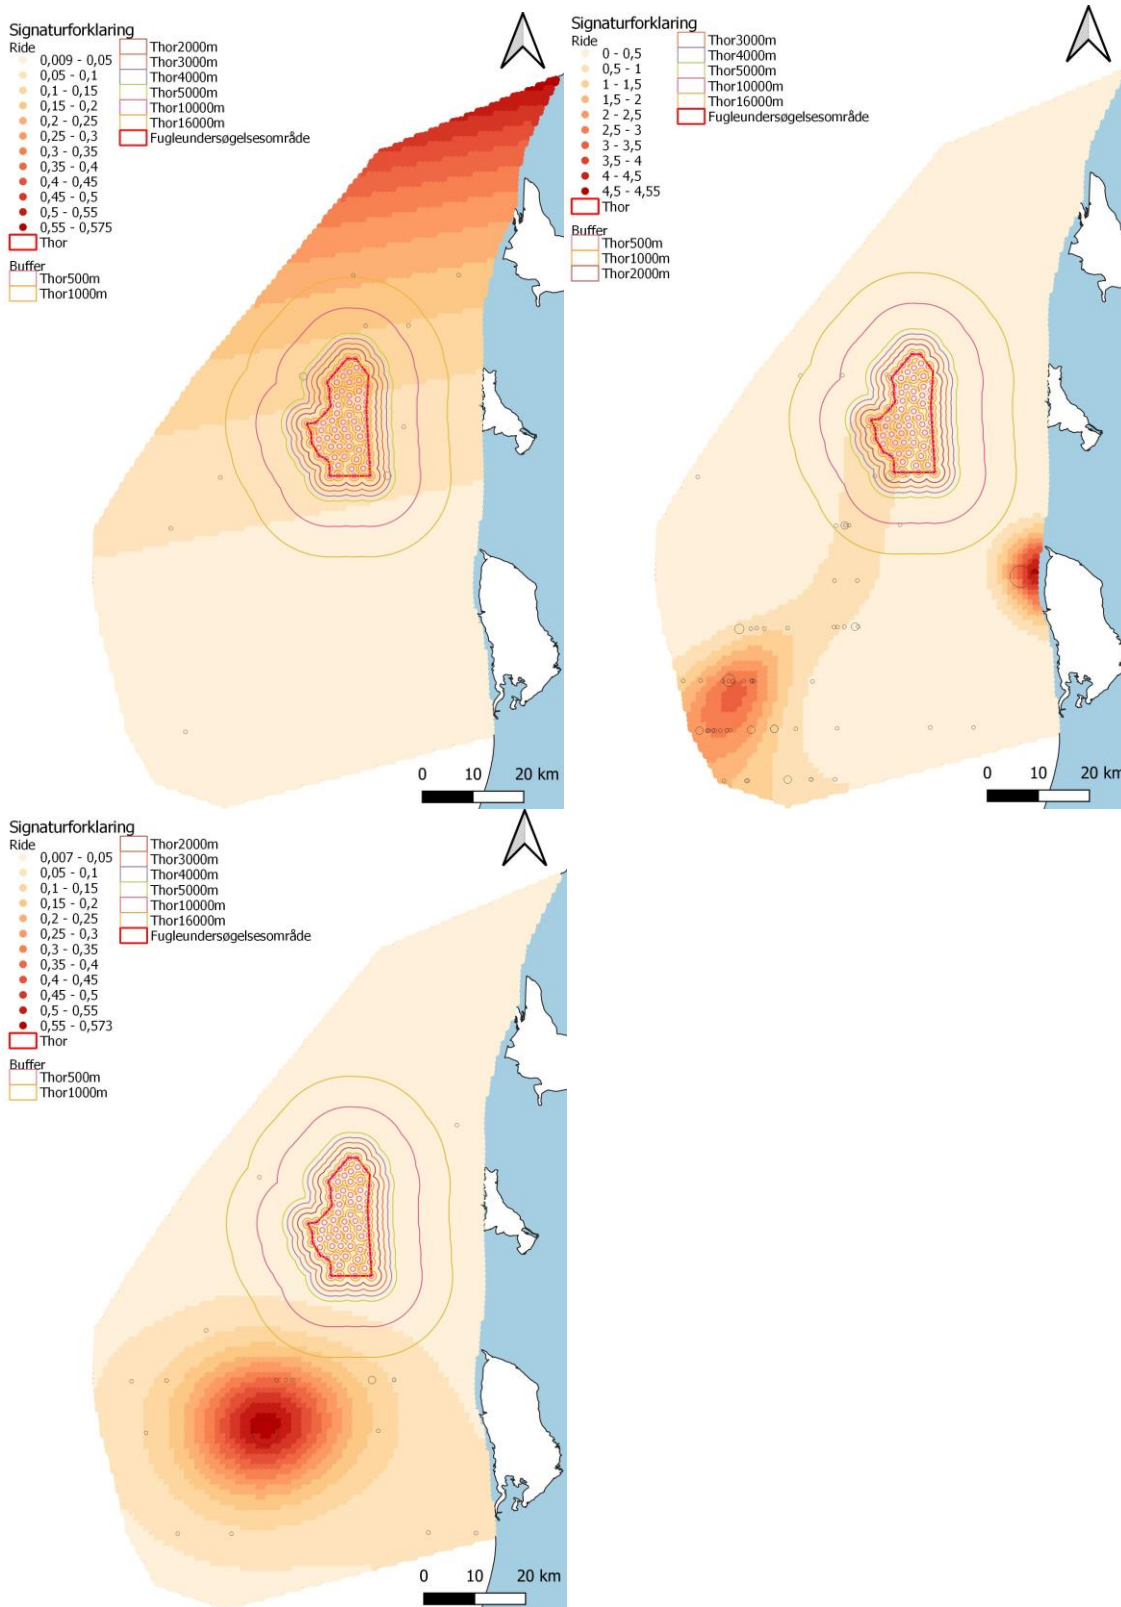 Signaturforklaring
Ride
0,009 - 0,05
0,05 - 0,1
0,1 - 0,15
0,15 - 0,2
0,2 - 0,25
0,25 - 0,3
0,3 - 0,35
0,35 - 0,4
0,4 - 0,45
0,45 - 0,5
0,5 - 0,55
0,55 - 0,575
Thor
Buffer
Thor500m
Thor1000m
Thor2000m
Thor3000m
Thor4000m
Thor5000m
Thor10000m
Thor16000m
Fugleundersøgelsesområde
0 10 20 km
Signaturforklaring
Ride
0 - 0,5
0,5 - 1
1 - 1,5
1,5 - 2
2 - 2,5
2,5 - 3
3 - 3,5
3,5 - 4
4 - 4,5
4,5 - 4,55
Thor
Buffer
Thor500m
Thor1000m
Thor2000m
Thor3000m
Thor4000m
Thor5000m
Thor10000m
Thor16000m
Fugleundersøgelsesområde
0 10 20 km
Signaturforklaring
Ride
0,007 - 0,05
0,05 - 0,1
0,1 - 0,15
0,15 - 0,2
0,2 - 0,25
0,25 - 0,3
0,3 - 0,35
0,35 - 0,4
0,4 - 0,45
0,45 - 0,5
0,5 - 0,55
0,55 - 0,573
Thor
Buffer
Thor500m
Thor1000m
Thor2000m
Thor3000m
Thor4000m
Thor5000m
Thor10000m
Thor16000m
Fugleundersøgelsesområde
0 10 20 km